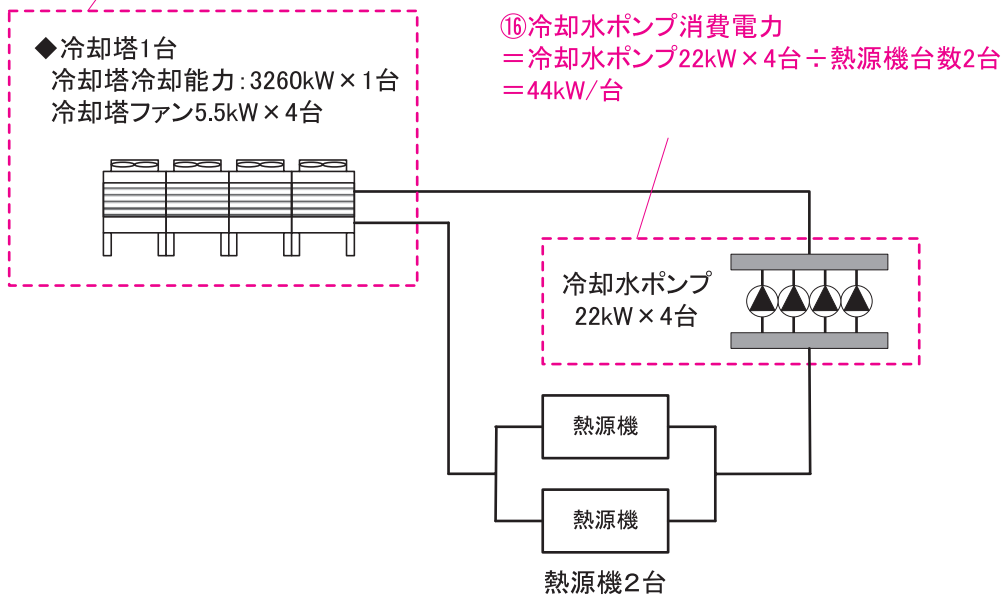 ◆冷却塔1台
冷却塔冷却能力：3260kW×1台
冷却塔ファン5.5kW×4台
⑯冷却水ポンプ消費電力
＝冷却水ポンプ22kW×4台÷熱源機台数2台
＝44kW/台
冷却水ポンプ
22kW×4台
熱源機
熱源機
熱源機2台